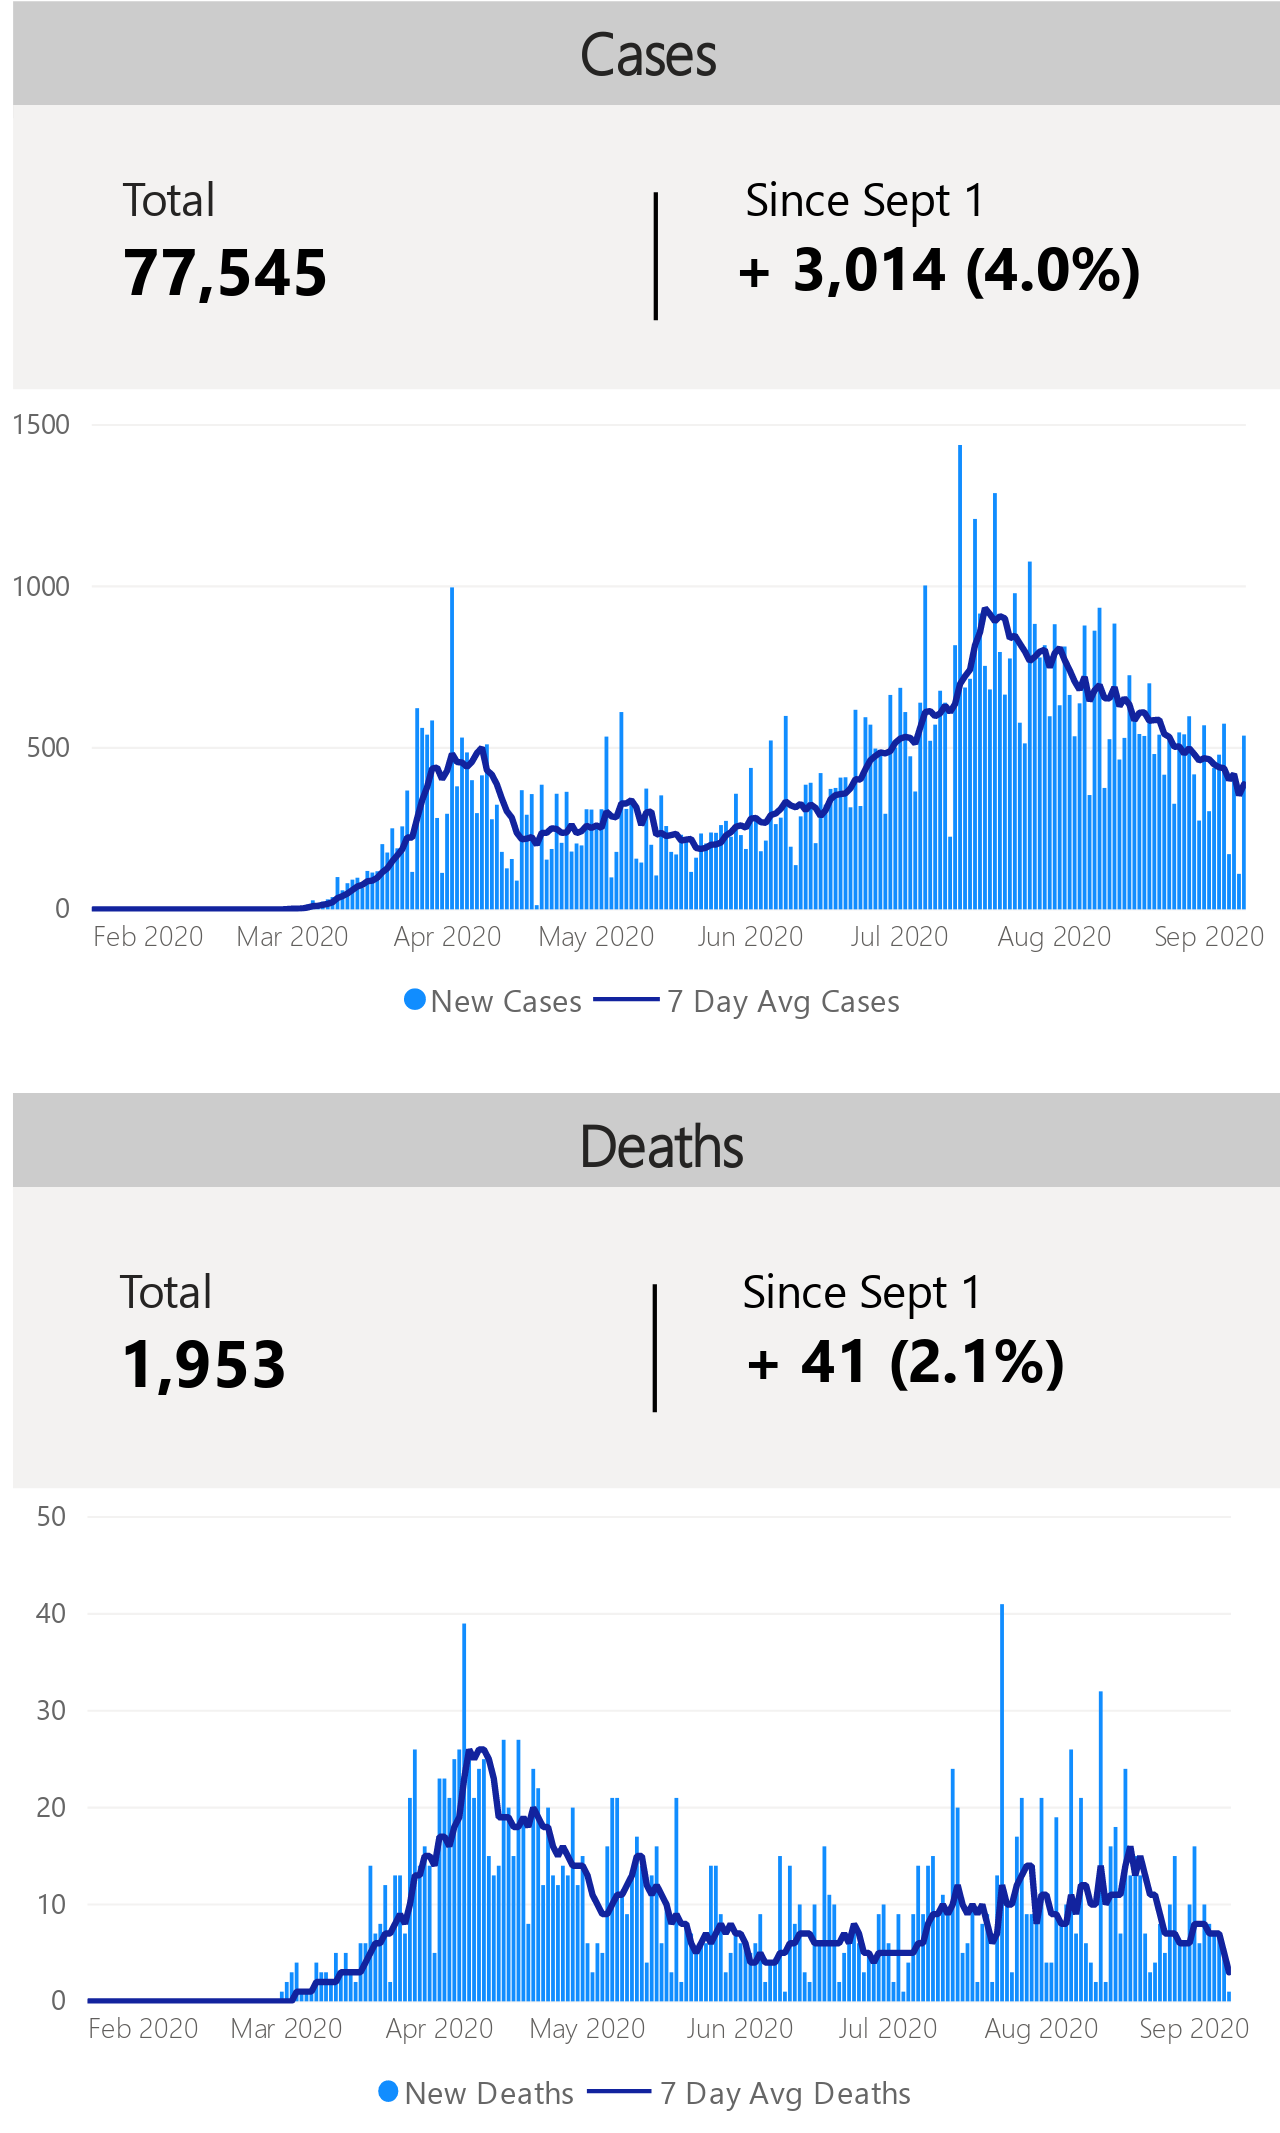 Cases
Total
Since Sept 1
77,545
+ 3,014 (4.0%)
1500
1000
500
0
Feb 2020 Mar 2020 Apr 2020 May 2020 Jun 2020 Jul 2020 Aug 2020 Sep 2020
New Cases 7 Day Avg Cases
Deaths
Total
Since Sept 1
1,953
+ 41 (2.1%)
50
40
30
20
10
0
Feb 2020 Mar 2020 Apr 2020 May 2020 Jun 2020 Jul 2020 Aug 2020 Sep 2020
New Deaths 7 Day Avg Deaths